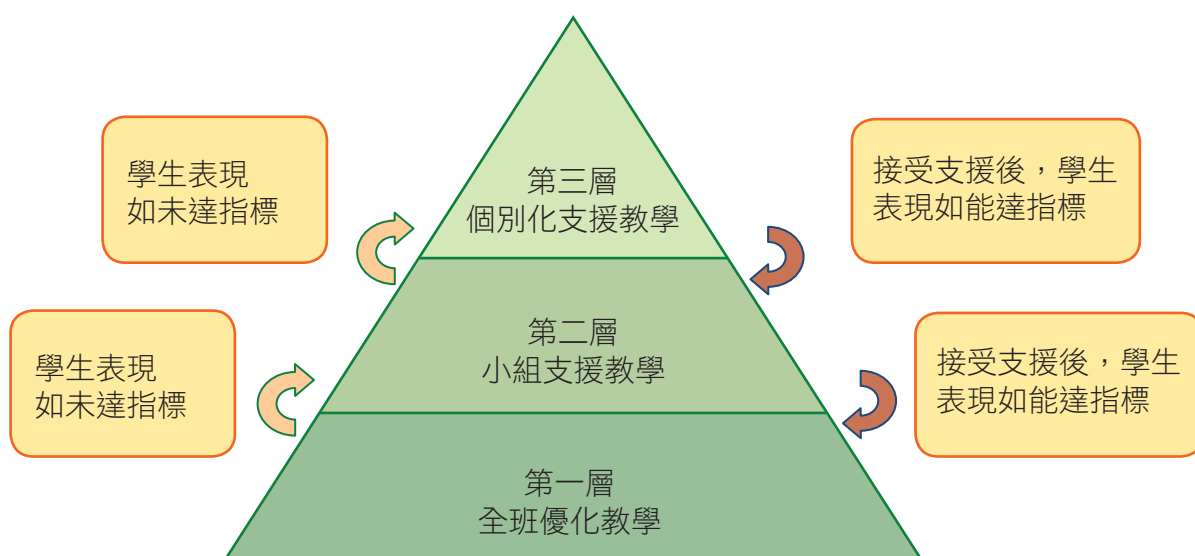 第三層
個別化支援教學
學生表現
如未達指標
接受支援後，學生
表現如能達指標
第二層
小組支援教學
學生表現
如未達指標
接受支援後，學生
表現如能達指標
第一層
全班優化教學